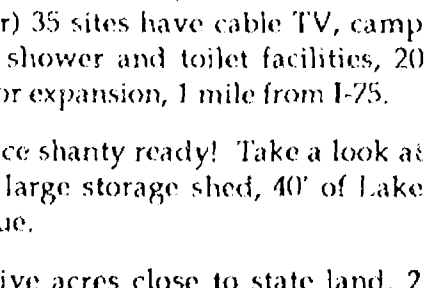 r) 35 sites have cable TV, camp
shower and toilet facilities, 20
or expansion, 1 mile from I-75.
ce shanty ready! Take a look at
large storage shed, 40' of Lake
ue.
ive acres close to state land, 2